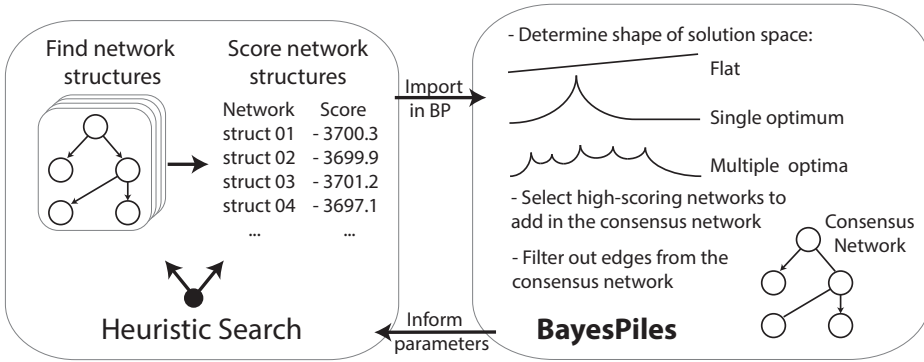 Find network
structures
Score network
structures
Network Score
struct 01 - 3700.3
struct 02 - 3699.9
struct 03 - 3701.2
struct 04 - 3697.1
... ...
Heuristic Search
Import
in BP
Inform
parameters
- Determine shape of solution space:
Flat
Single optimum
Multiple optima
- Select high-scoring networks to
add in the consensus network
- Filter out edges from the
consensus network
Consensus
Network
BayesPiles